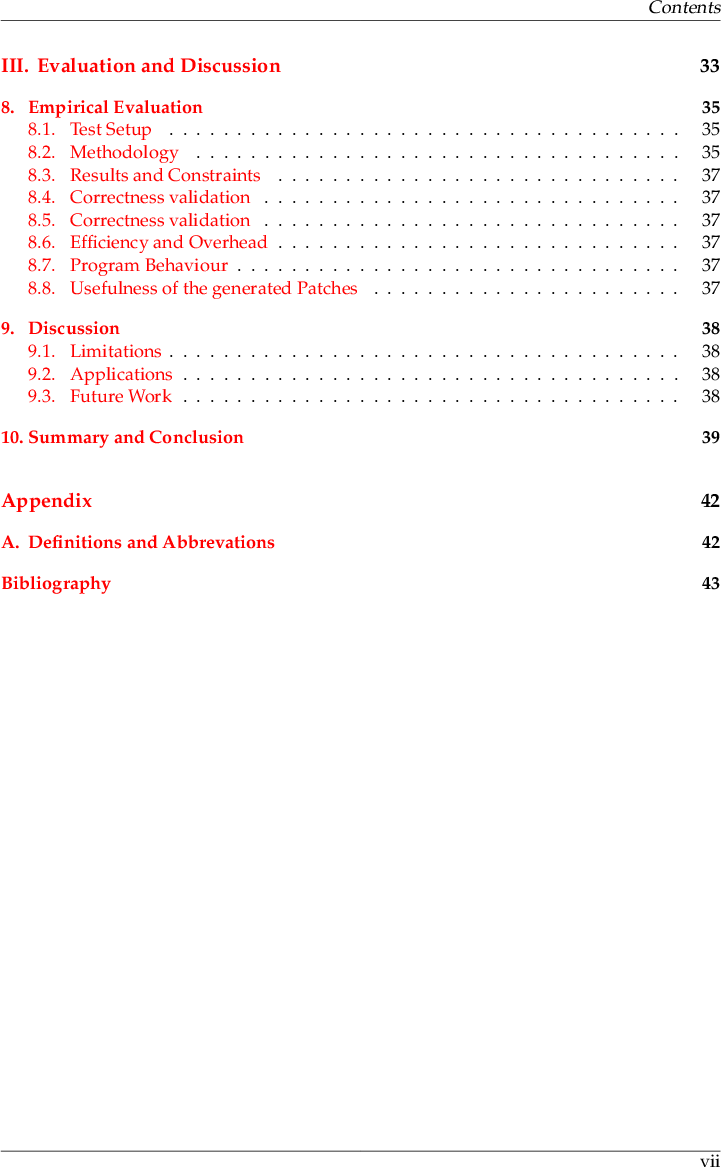 Contents
III. Evaluation and Discussion 33
8. Empirical Evaluation 35
8.1. Test Setup . . . . . . . . . . . . . . . . . . . . . . . . . . . . . . . . . . . . . . 35
8.2. Methodology . . . . . . . . . . . . . . . . . . . . . . . . . . . . . . . . . . . . 35
8.3. Results and Constraints . . . . . . . . . . . . . . . . . . . . . . . . . . . . . . 37
8.4. Correctness validation . . . . . . . . . . . . . . . . . . . . . . . . . . . . . . . 37
8.5. Correctness validation . . . . . . . . . . . . . . . . . . . . . . . . . . . . . . . 37
8.6. Efficiency and Overhead . . . . . . . . . . . . . . . . . . . . . . . . . . . . . . 37
8.7. Program Behaviour . . . . . . . . . . . . . . . . . . . . . . . . . . . . . . . . . 37
8.8. Usefulness of the generated Patches . . . . . . . . . . . . . . . . . . . . . . . 37
9. Discussion 38
9.1. Limitations . . . . . . . . . . . . . . . . . . . . . . . . . . . . . . . . . . . . . . 38
9.2. Applications . . . . . . . . . . . . . . . . . . . . . . . . . . . . . . . . . . . . . 38
9.3. Future Work . . . . . . . . . . . . . . . . . . . . . . . . . . . . . . . . . . . . . 38
10. Summary and Conclusion 39
Appendix 42
A. Definitions and Abbrevations 42
Bibliography 43
vii